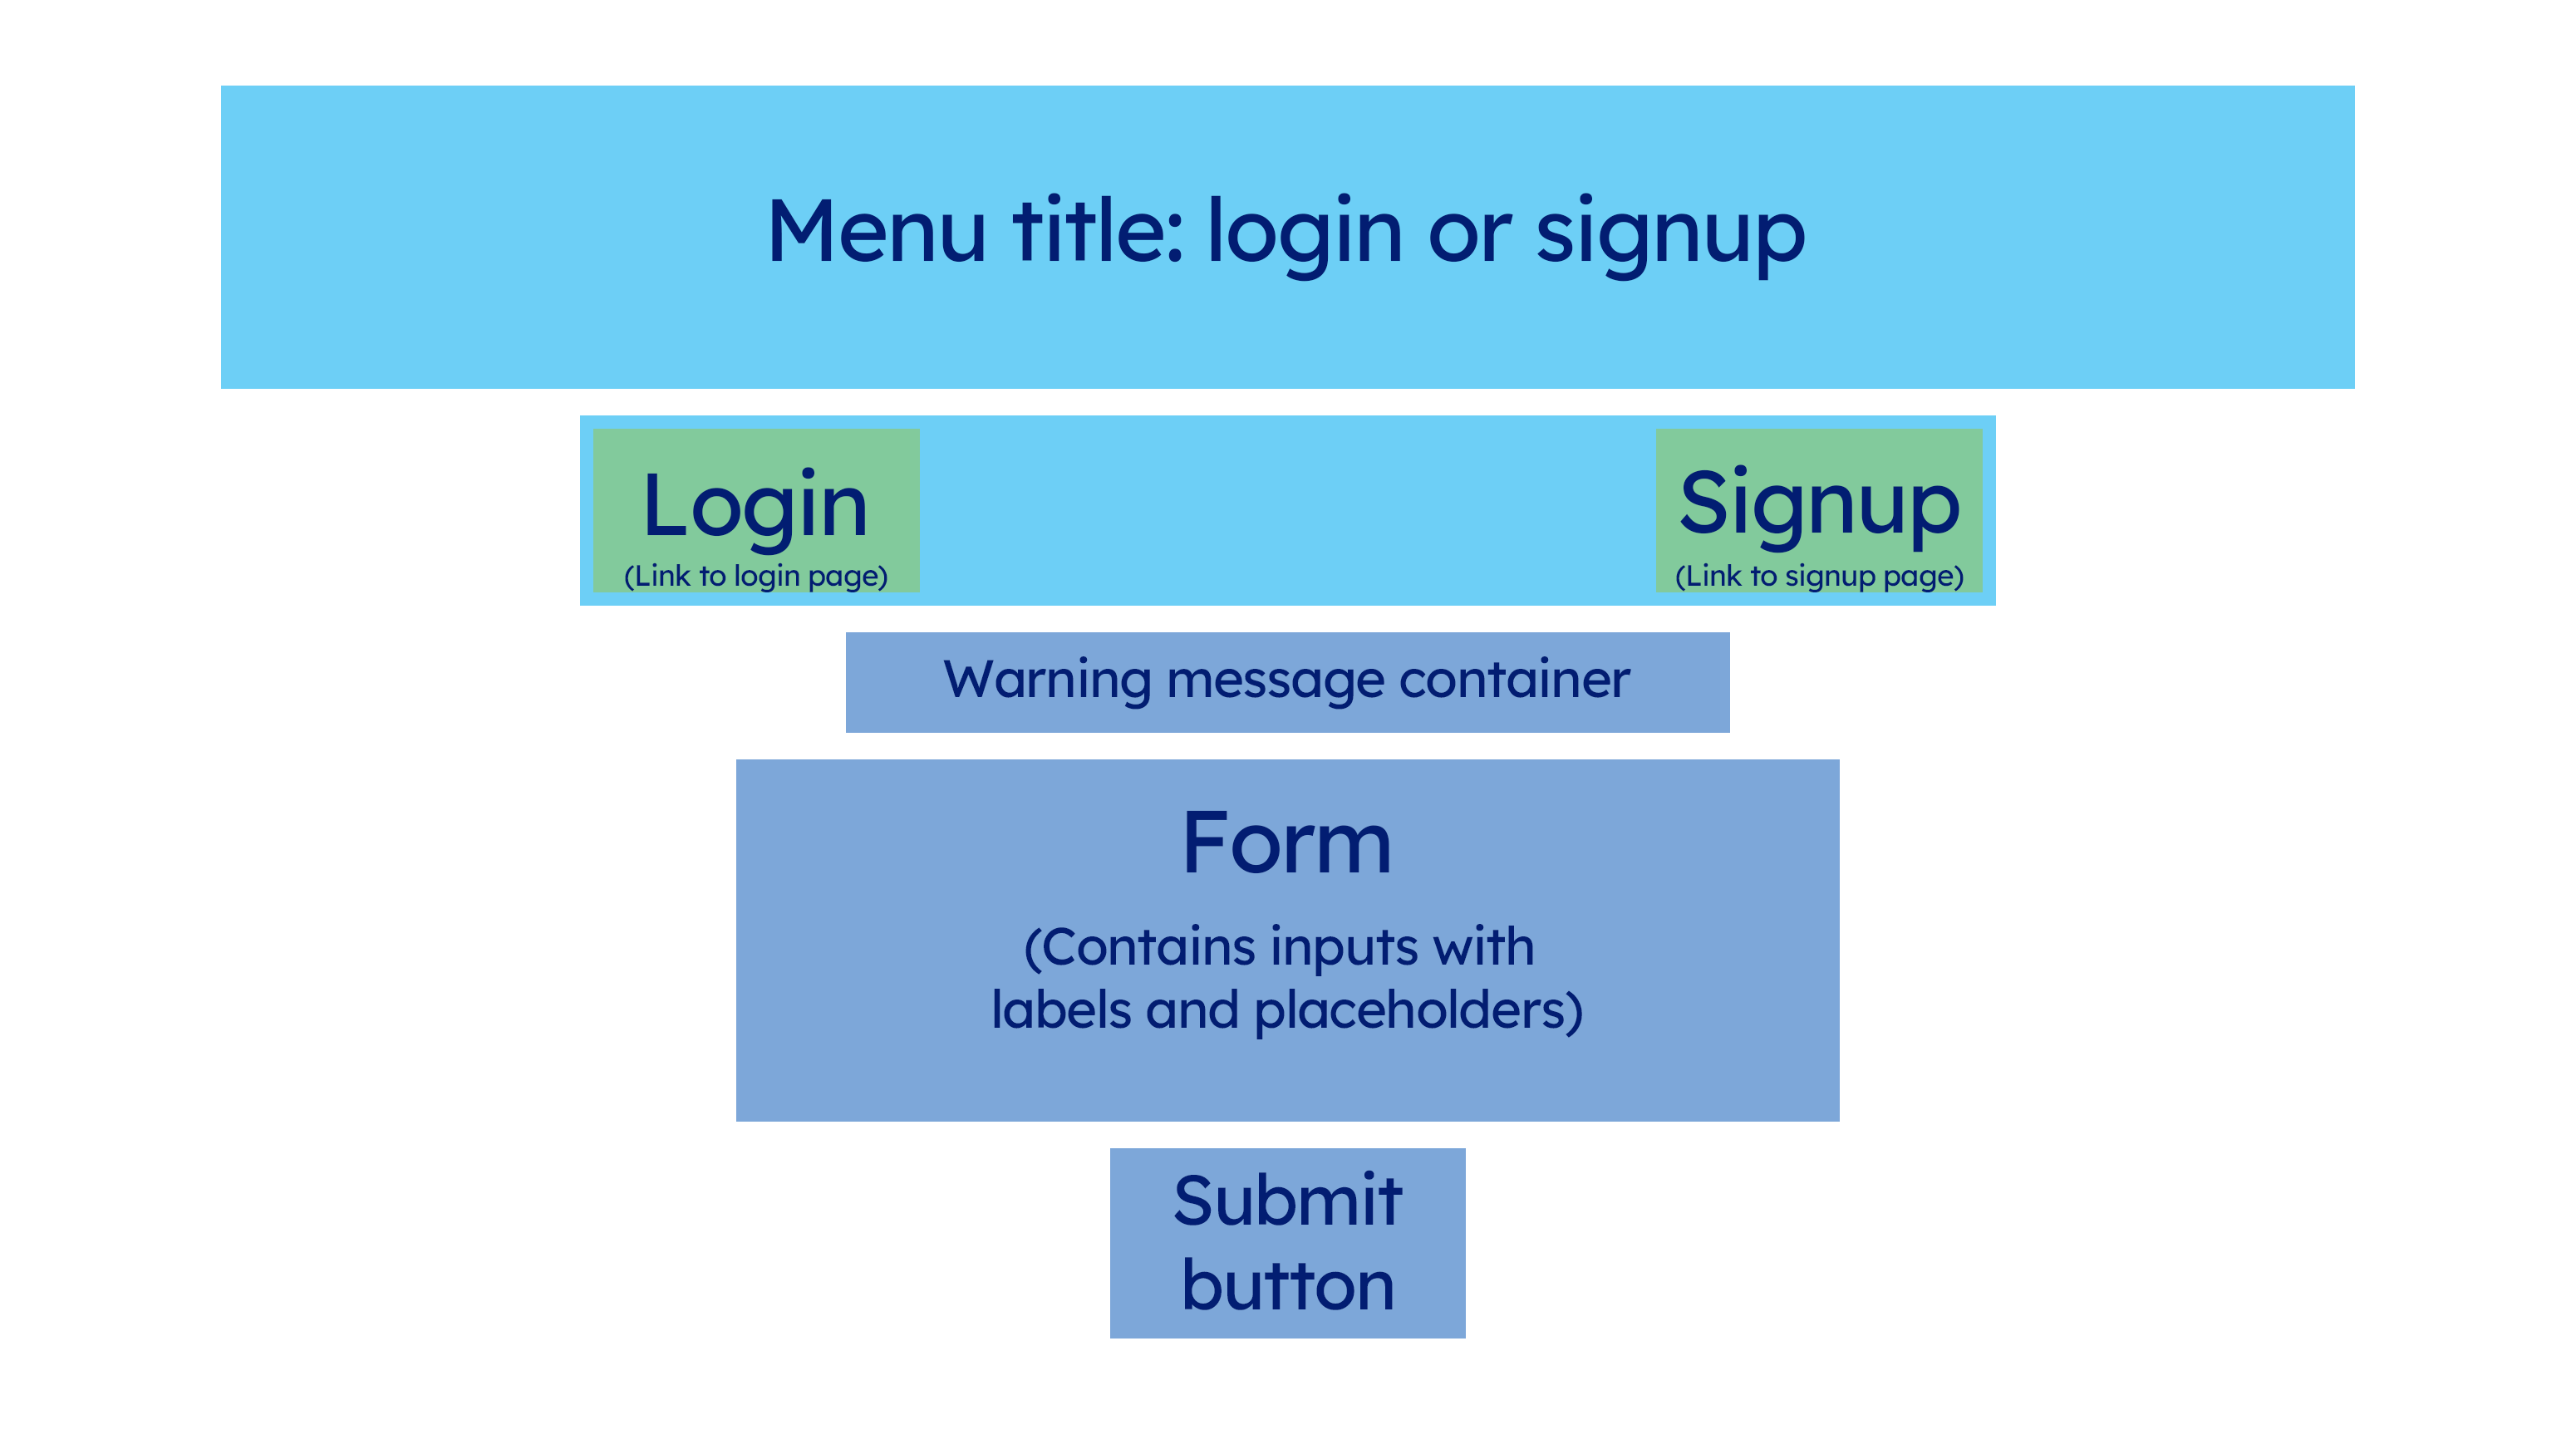 Menu title: login or signup
Login
(Link to login page)
Signup
(Link to signup page)
Warning message container
Form
(Contains inputs with
labels and placeholders)
Submit
button